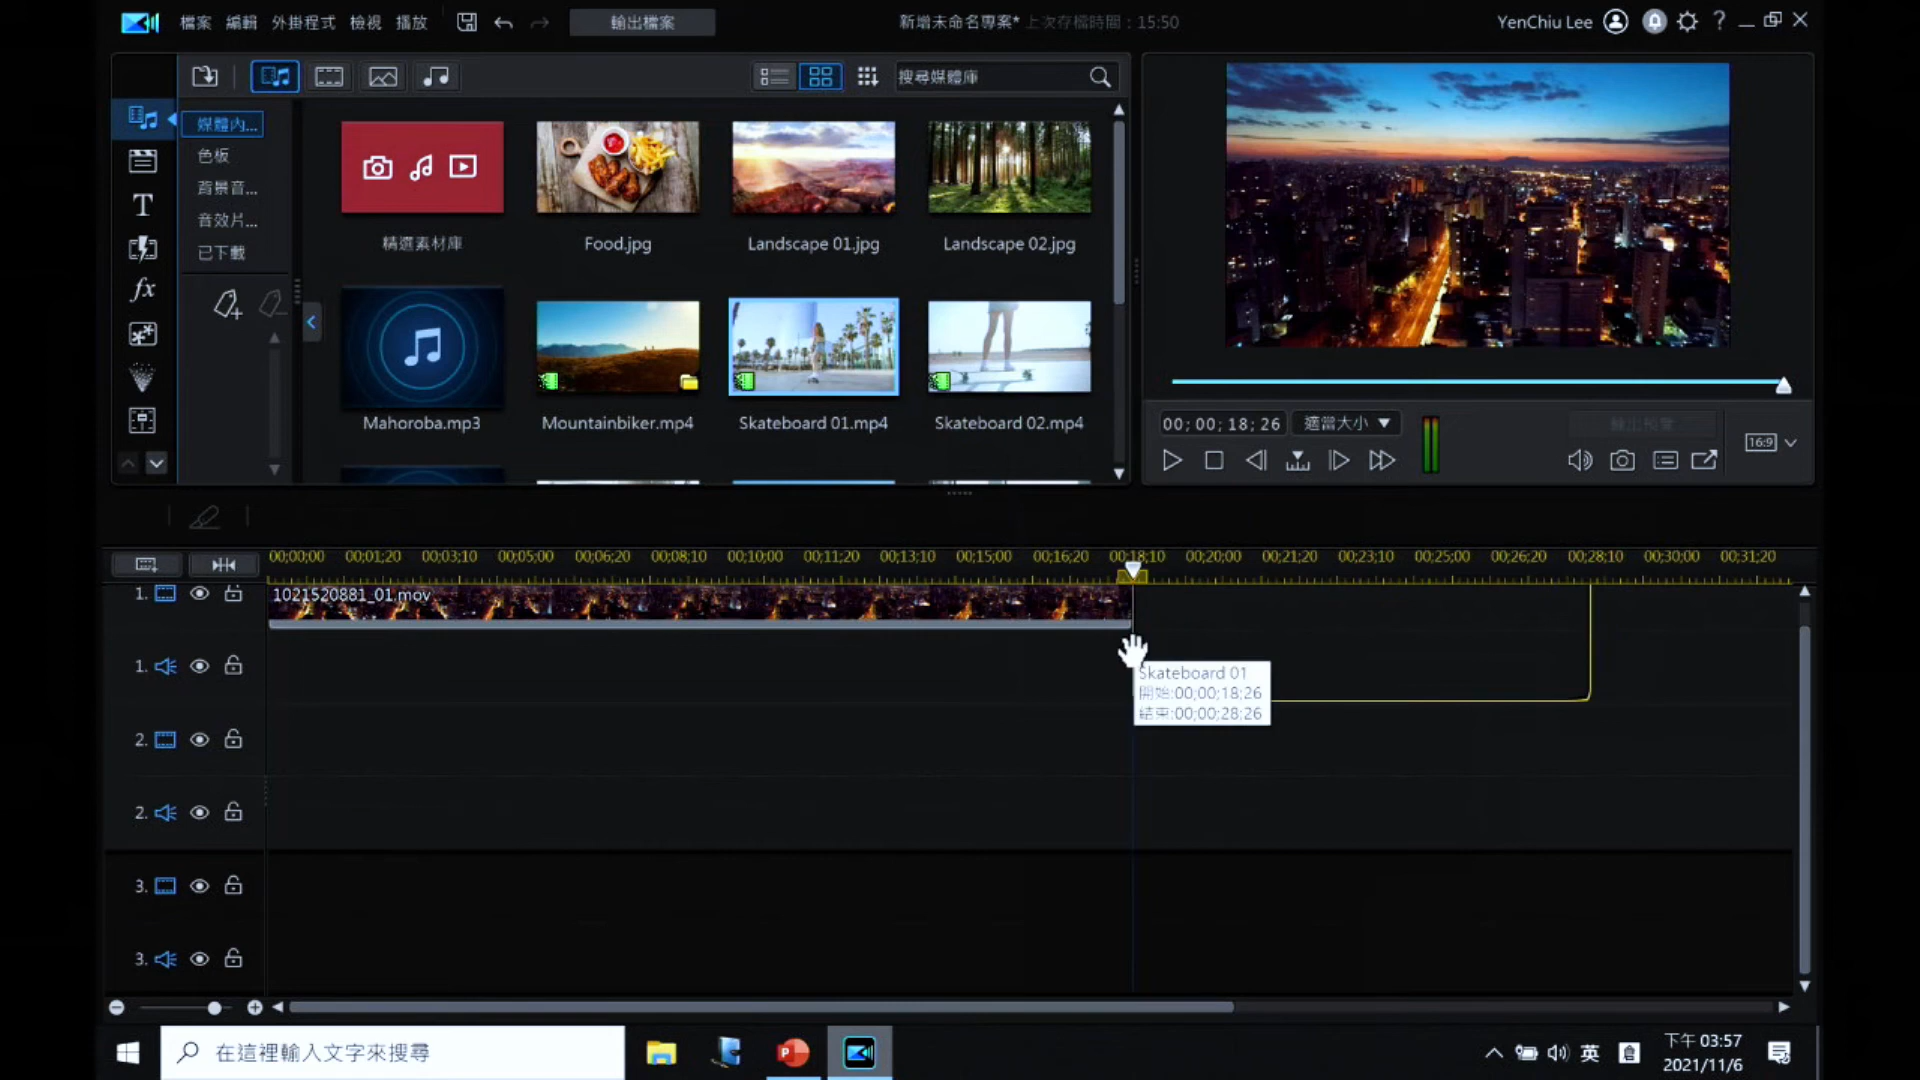 檔案 編輯 外掛程式 檢視 播放 輸出檔案 新增未命名專案* 上次存檔時間：15:50 YenChiu Lee ?
搜尋媒體庫
媒體內...
色板
背景音...
音效片...
已下載
精選素材庫 Food.jpg Landscape 01.jpg Landscape 02.jpg
Mahoroba.mp3 Mountainbiker.mp4 Skateboard 01.mp4 Skateboard 02.mp4
T
fx
00; 00; 18; 26 適當大小 輸出預覽
16:9
00;00;00 00;01;20 00;03;10 00;05;00 00;06;20 00;08;10 00;10;00 00;11;20 00;13;10 00;15;00 00;16;20 00;18;10 00;20;00 00;21;20 00;23;10 00;25;00 00;26;20 00;28;10 00;30;00 00;31;20
1. 1021520881_01.mov
1.
Skateboard 01
開始:00;00;18;26
結束:00;00;28;26
2.
2.
3.
3.
在這裡輸入文字來搜尋
P
英
下午 03:57
2021/11/6